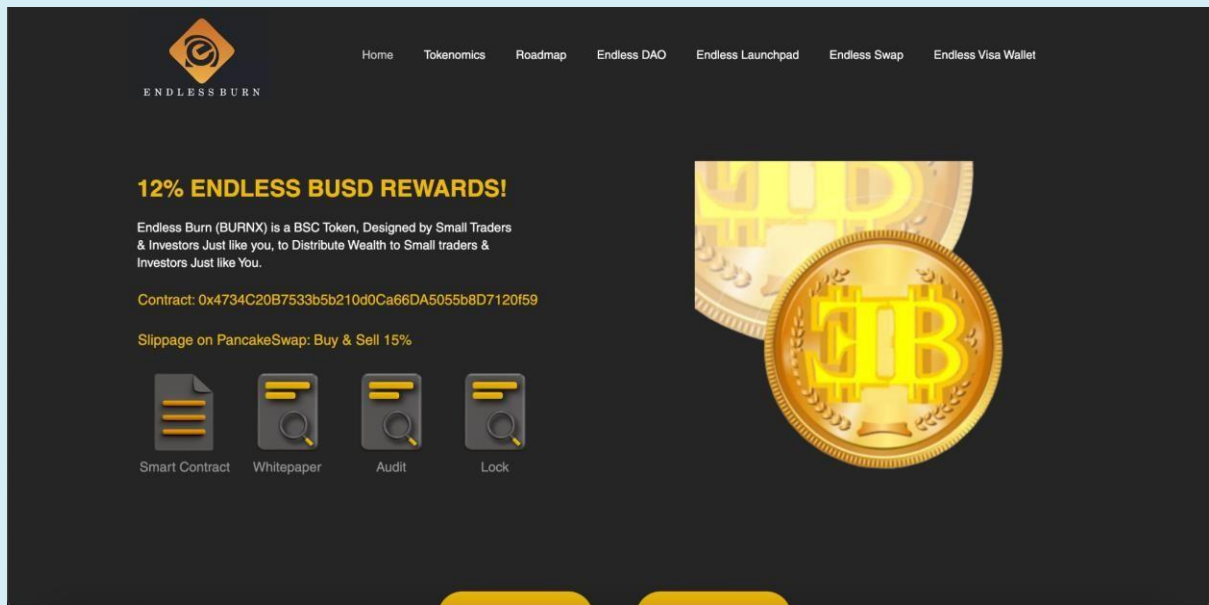 ENDLESS BURN
Home Tokenomics Roadmap Endless DAO Endless Launchpad Endless Swap Endless Visa Wallet
12% ENDLESS BUSD REWARDS!
Endless Burn (BURNX) is a BSC Token, Designed by Small Traders
& Investors Just like you, to Distribute Wealth to Small traders &
Investors Just like You.
Contract: 0x4734C20B7533b5b210d0Ca66DA5055b8D7120f59
Slippage on PancakeSwap: Buy & Sell 15%
Smart Contract Whitepaper Audit Lock